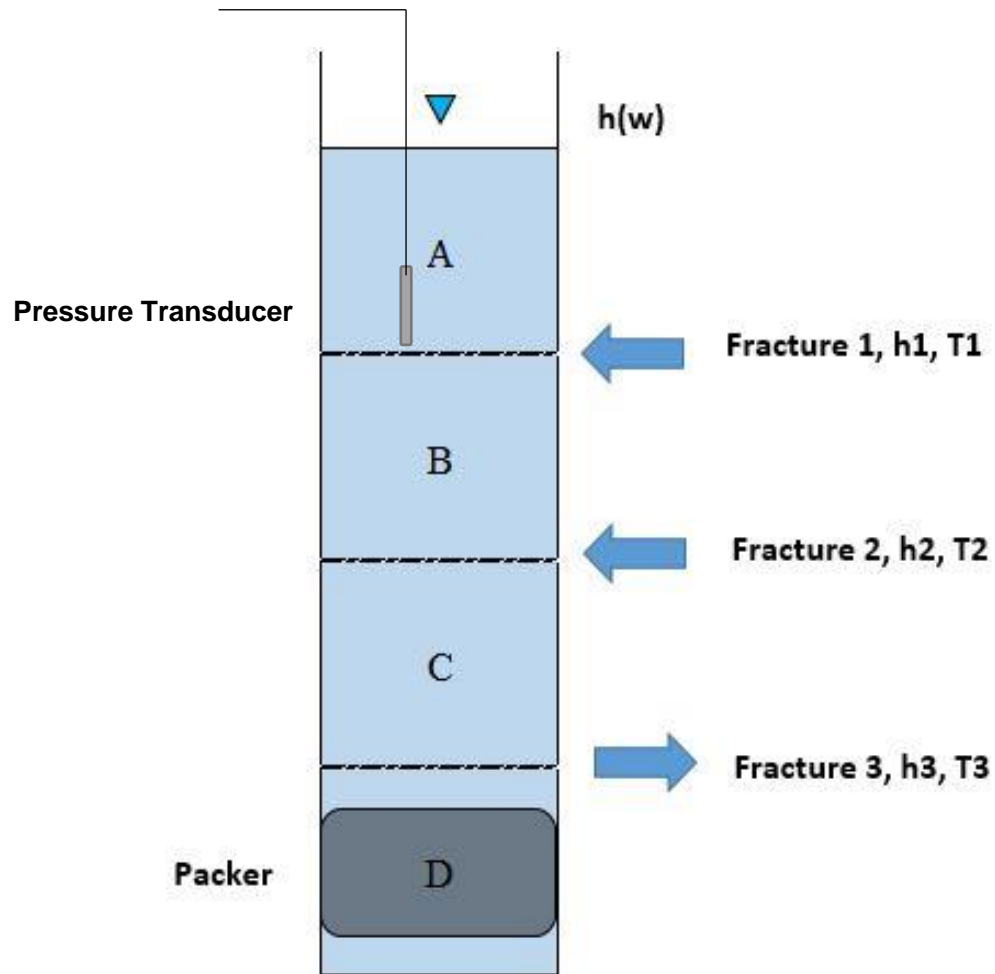 h(w)
A
Pressure Transducer
Fracture 1, h1, T1
B
Fracture 2, h2, T2
C
Fracture 3, h3, T3
Packer
D